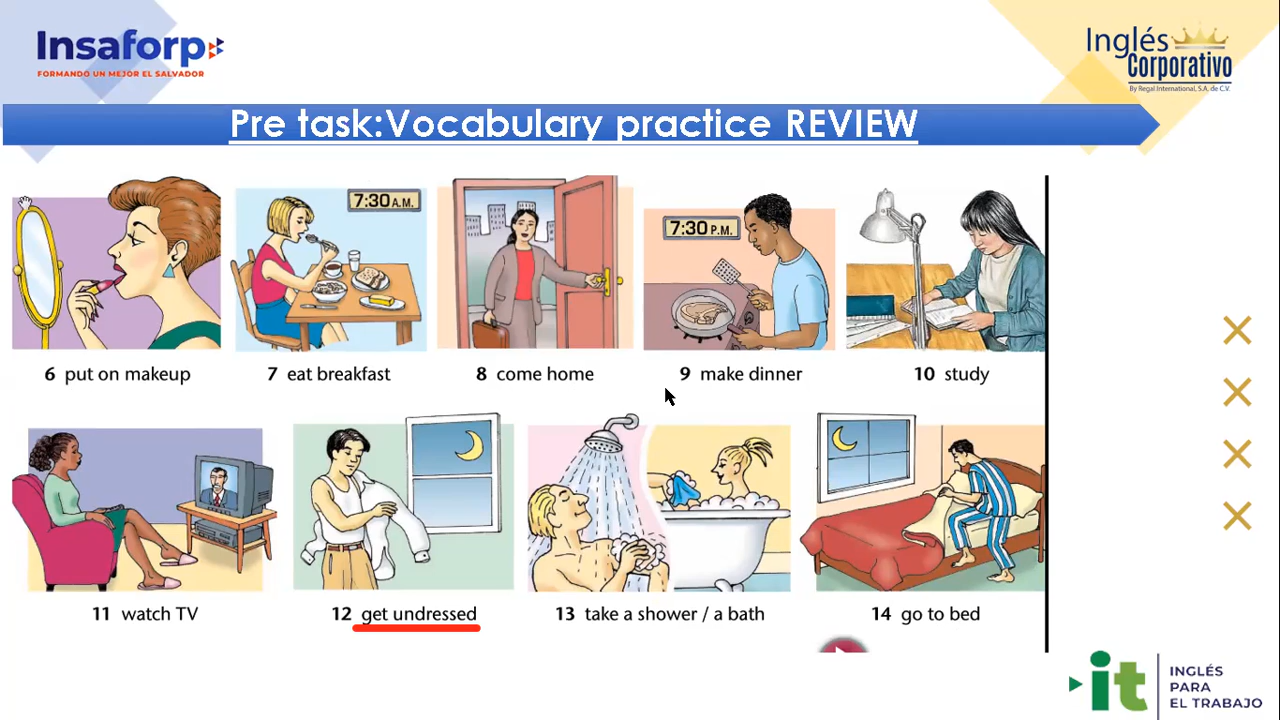 Insaforp
FORMANDO UN MEJOR EL SALVADOR
Inglés
Corporativo
By Regal International, S.A. de C.V.
Pre task:Vocabulary practice REVIEW
7:30 A.M.
7:30 P.M.
6 put on makeup
7 eat breakfast
8 come home
9 make dinner
10 study
11 watch TV
12 get undressed
13 take a shower / a bath
14 go to bed
it
INGLÉS
PARA
EL TRABAJO